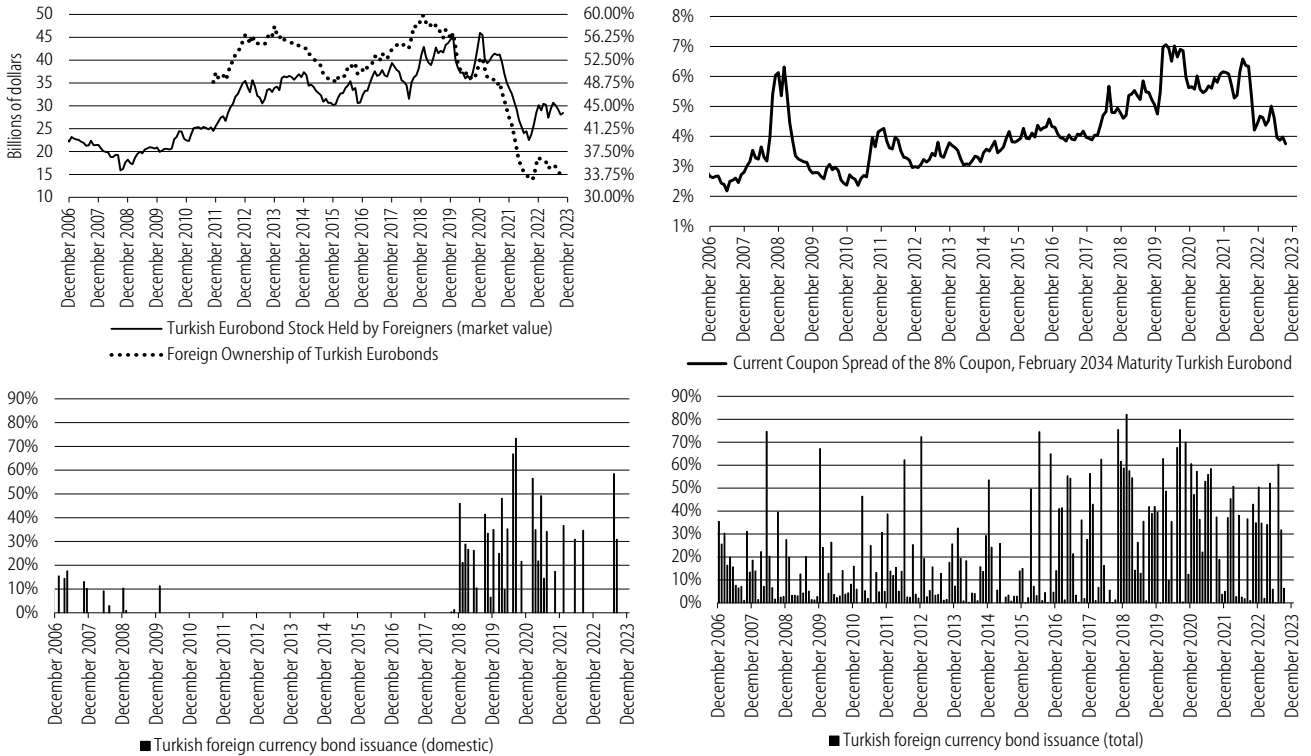 Billions of dollars
50
45
40
35
30
25
20
15
10
60.00%
56.25%
52.50%
48.75%
45.00%
41.25%
37.50%
33.75%
30.00%
December 2006
December 2007
December 2008
December 2009
December 2010
December 2011
December 2012
December 2013
December 2014
December 2015
December 2016
December 2017
December 2018
December 2019
December 2020
December 2021
December 2022
December 2023
Turkish Eurobond Stock Held by Foreigners (market value)
Foreign Ownership of Turkish Eurobonds
8%
7%
6%
5%
4%
3%
2%
1%
December 2006
December 2007
December 2008
December 2009
December 2010
December 2011
December 2012
December 2013
December 2014
December 2015
December 2016
December 2017
December 2018
December 2019
December 2020
December 2021
December 2022
December 2023
Current Coupon Spread of the 8% Coupon, February 2034 Maturity Turkish Eurobond
90%
80%
70%
60%
50%
40%
30%
20%
10%
0%
December 2006
December 2007
December 2008
December 2009
December 2010
December 2011
December 2012
December 2013
December 2014
December 2015
December 2016
December 2017
December 2018
December 2019
December 2020
December 2021
December 2022
December 2023
Turkish foreign currency bond issuance (domestic)
90%
80%
70%
60%
50%
40%
30%
20%
10%
0%
December 2006
December 2007
December 2008
December 2009
December 2010
December 2011
December 2012
December 2013
December 2014
December 2015
December 2016
December 2017
December 2018
December 2019
December 2020
December 2021
December 2022
December 2023
Turkish foreign currency bond issuance (total)